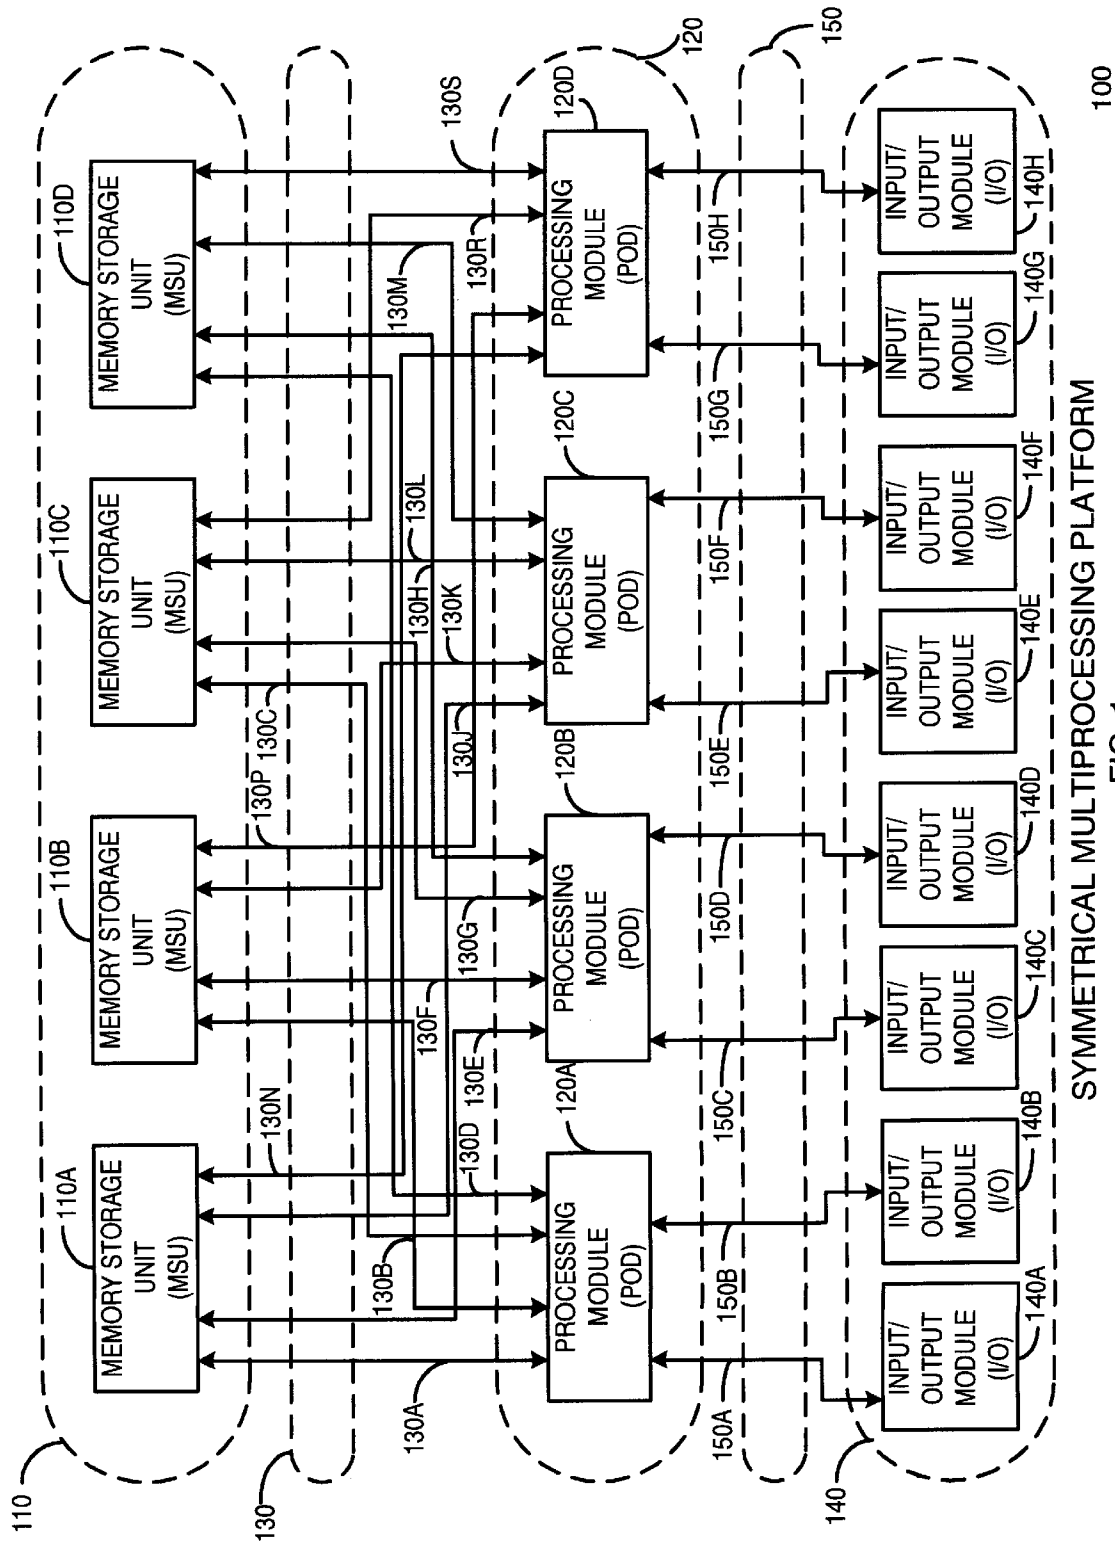 110
110A
MEMORY STORAGE
UNIT
(MSU)
110B
MEMORY STORAGE
UNIT
(MSU)
110C
MEMORY STORAGE
UNIT
(MSU)
110D
MEMORY STORAGE
UNIT
(MSU)
130
130N
130P
130C
130A
130B
130D
130E
130F
130G
130J
130H
130K
130L
130M
130R
130S
120
120A
PROCESSING
MODULE
(POD)
120B
PROCESSING
MODULE
(POD)
120C
PROCESSING
MODULE
(POD)
120D
PROCESSING
MODULE
(POD)
150
150A
150B
150C
150D
150E
150F
150G
150H
140
INPUT/
OUTPUT
MODULE
(I/O)
140A
INPUT/
OUTPUT
MODULE
(I/O)
140B
INPUT/
OUTPUT
MODULE
(I/O)
140C
INPUT/
OUTPUT
MODULE
(I/O)
140D
INPUT/
OUTPUT
MODULE
(I/O)
140E
INPUT/
OUTPUT
MODULE
(I/O)
140F
INPUT/
OUTPUT
MODULE
(I/O)
140G
INPUT/
OUTPUT
MODULE
(I/O)
140H
SYMMETRICAL MULTIPROCESSING PLATFORM
100